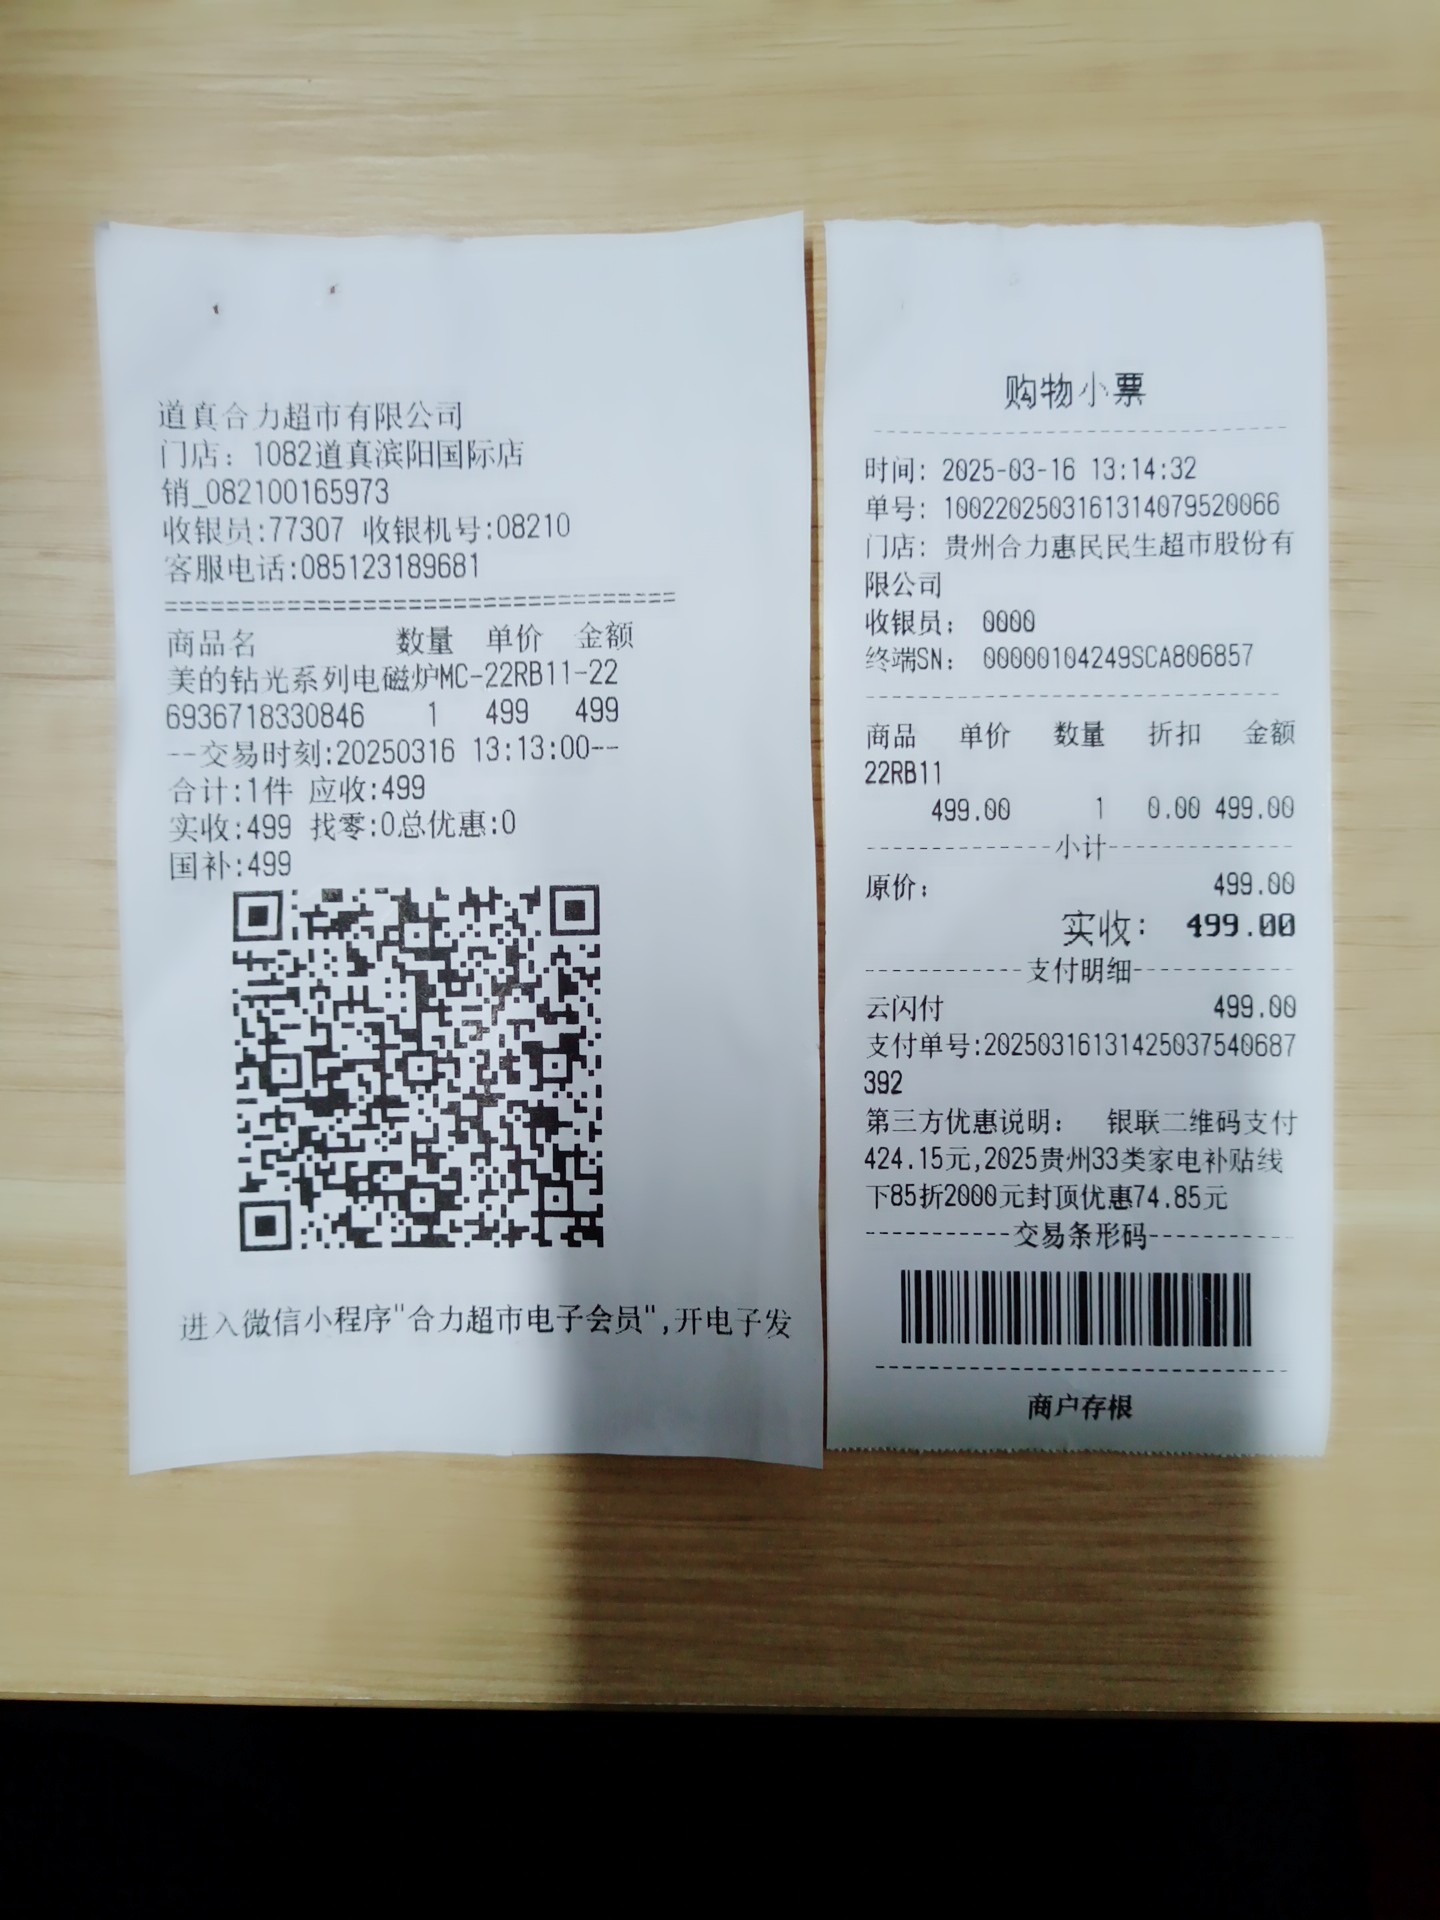 道真合力超市有限公司
门店：1082道真滨阳国际店
销_082100165973
收银员:77307 收银机号:08210
客服电话:085123189681
==================================
商品名 数量 单价 金额
美的钻光系列电磁炉MC-22RB11-22
6936718330846 1 499 499
--交易时刻:20250316 13:13:00--
合计:1件 应收:499
实收:499 找零:0总优惠:0
国补:499
进入微信小程序"合力超市电子会员",开电子发
购物小票
时间：2025-03-16 13:14:32
单号：10022025031613140795200​66
门店：贵州合力惠民民生超市股份有
限公司
收银员： 0000
终端SN： 00000104249SCA806857
商品 单价 数量 折扣 金额
22RB11
499.00 1 0.00 499.00
------------小计------------
原价： 499.00
实收： 499.00
-----------支付明细-----------
云闪付 499.00
支付单号:20250316131425037540687
392
第三方优惠说明： 银联二维码支付
424.15元,2025贵州33类家电补贴线
下85折2000元封顶优惠74.85元
----------交易条形码----------
商户存根